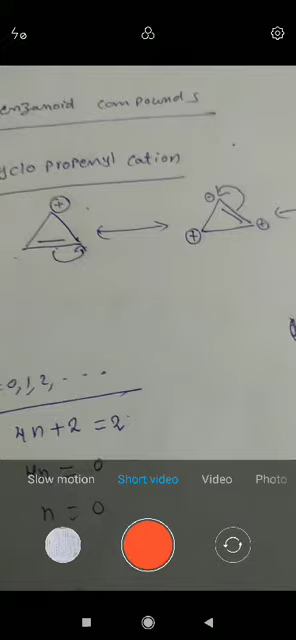 enzanoid compounds
yclo propenyl cation
=0,1,2, ...
4n+2 = 2
4n = 0
Slow motion Short video Video Photo
n = 0